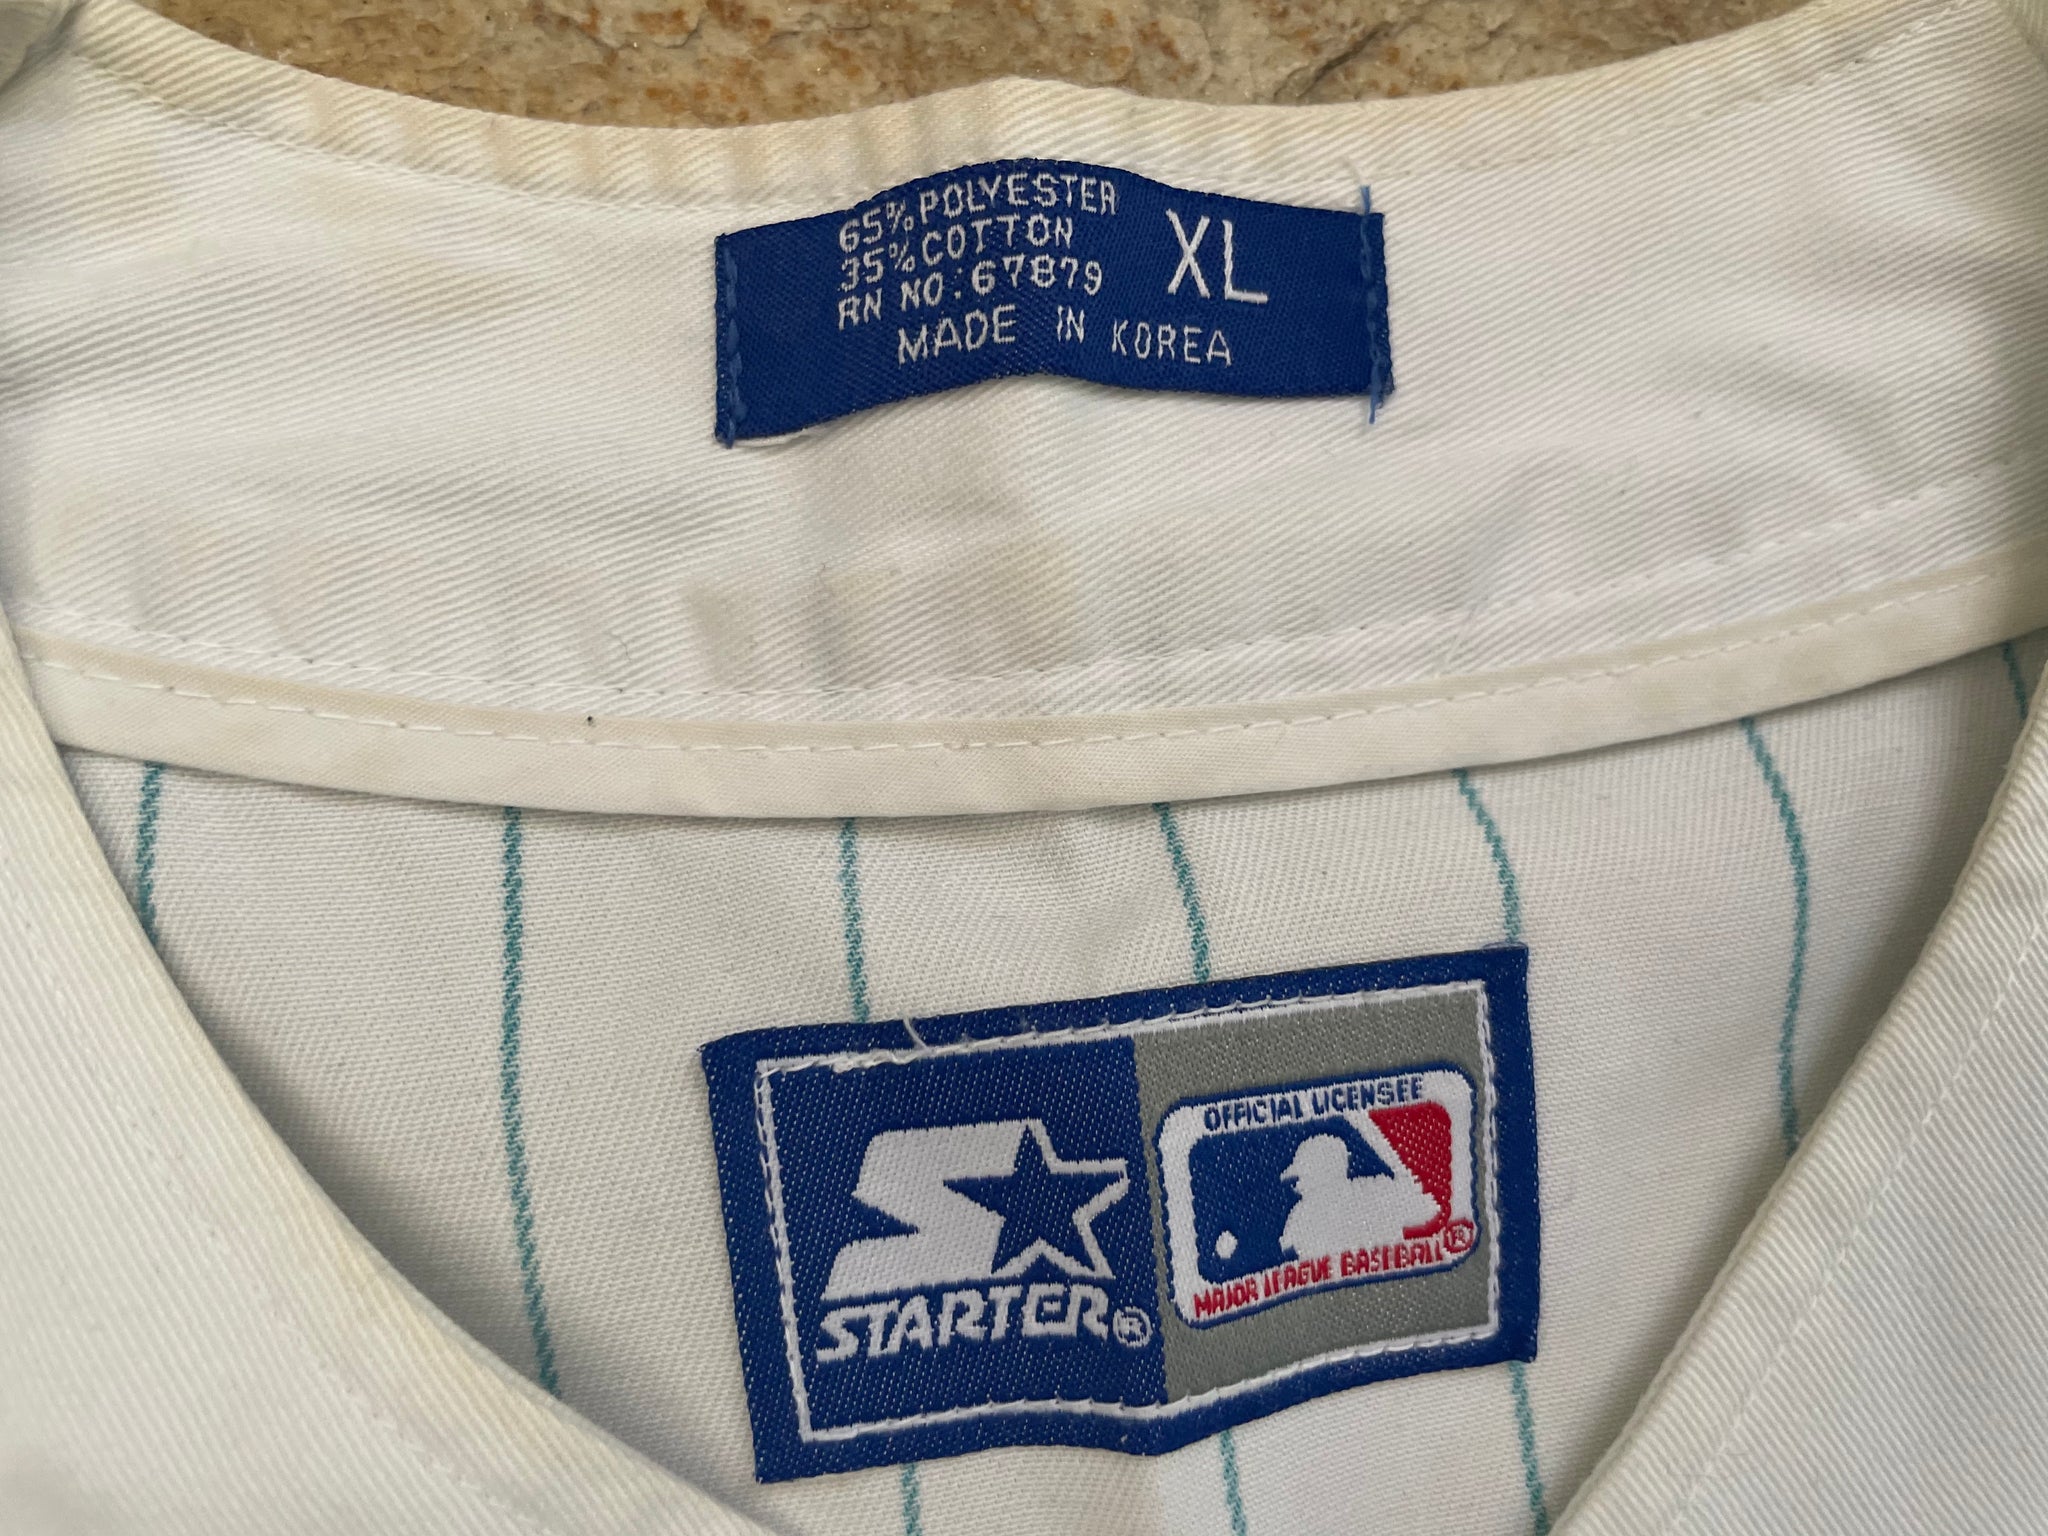 65% POLYESTER
35% COTTON
RN NO: 67879
XL
MADE IN KOREA
STARTER®
OFFICIAL LICENSEE
MAJOR LEAGUE BASEBALL®